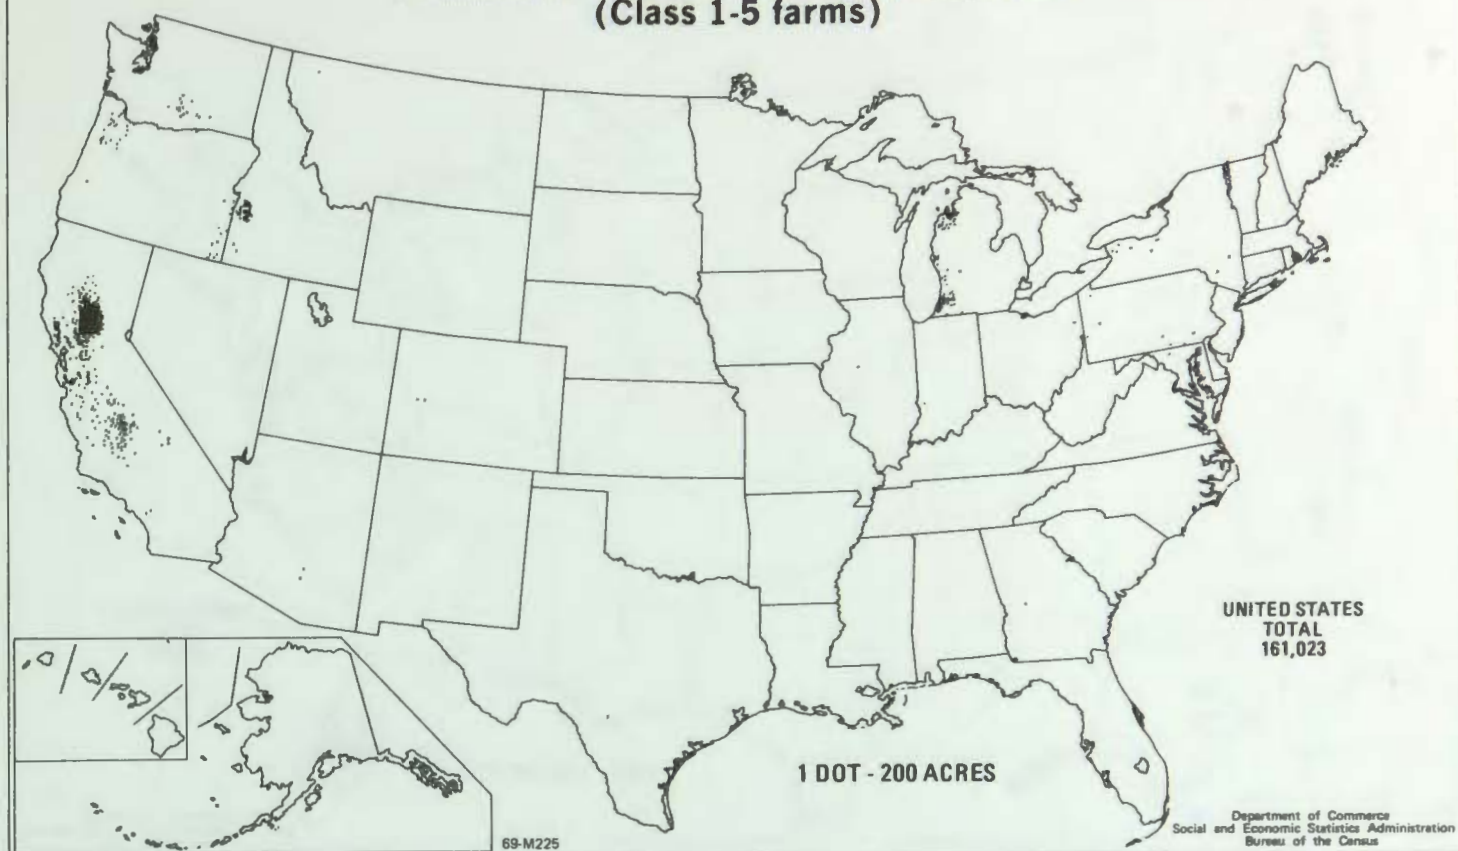 (Class 1-5 farms)
UNITED STATES
TOTAL
161,023
1 DOT - 200 ACRES
Department of Commerce
Social and Economic Statistics Administration
Bureau of the Census
69-M225